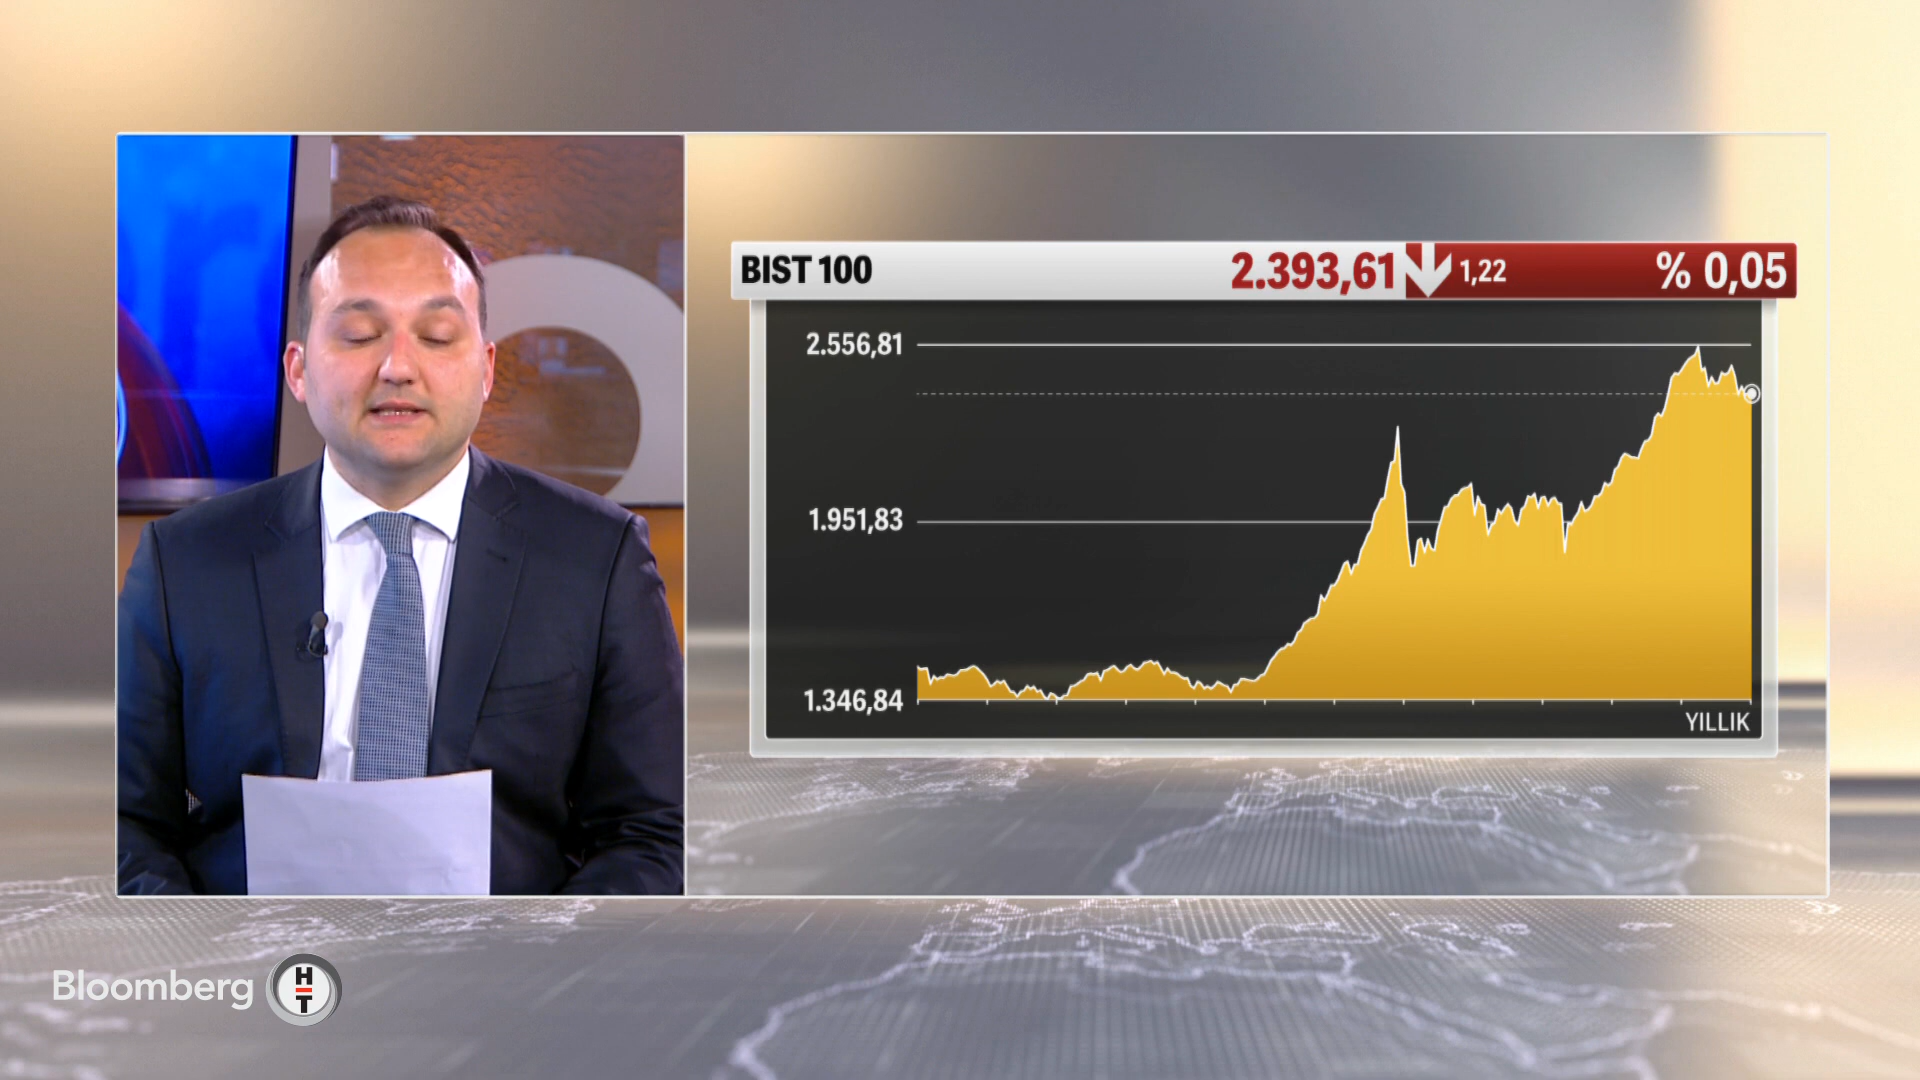 BIST 100 2.393,61 1,22 % 0,05
2.556,81
1.951,83
1.346,84
YILLIK
Bloomberg HT